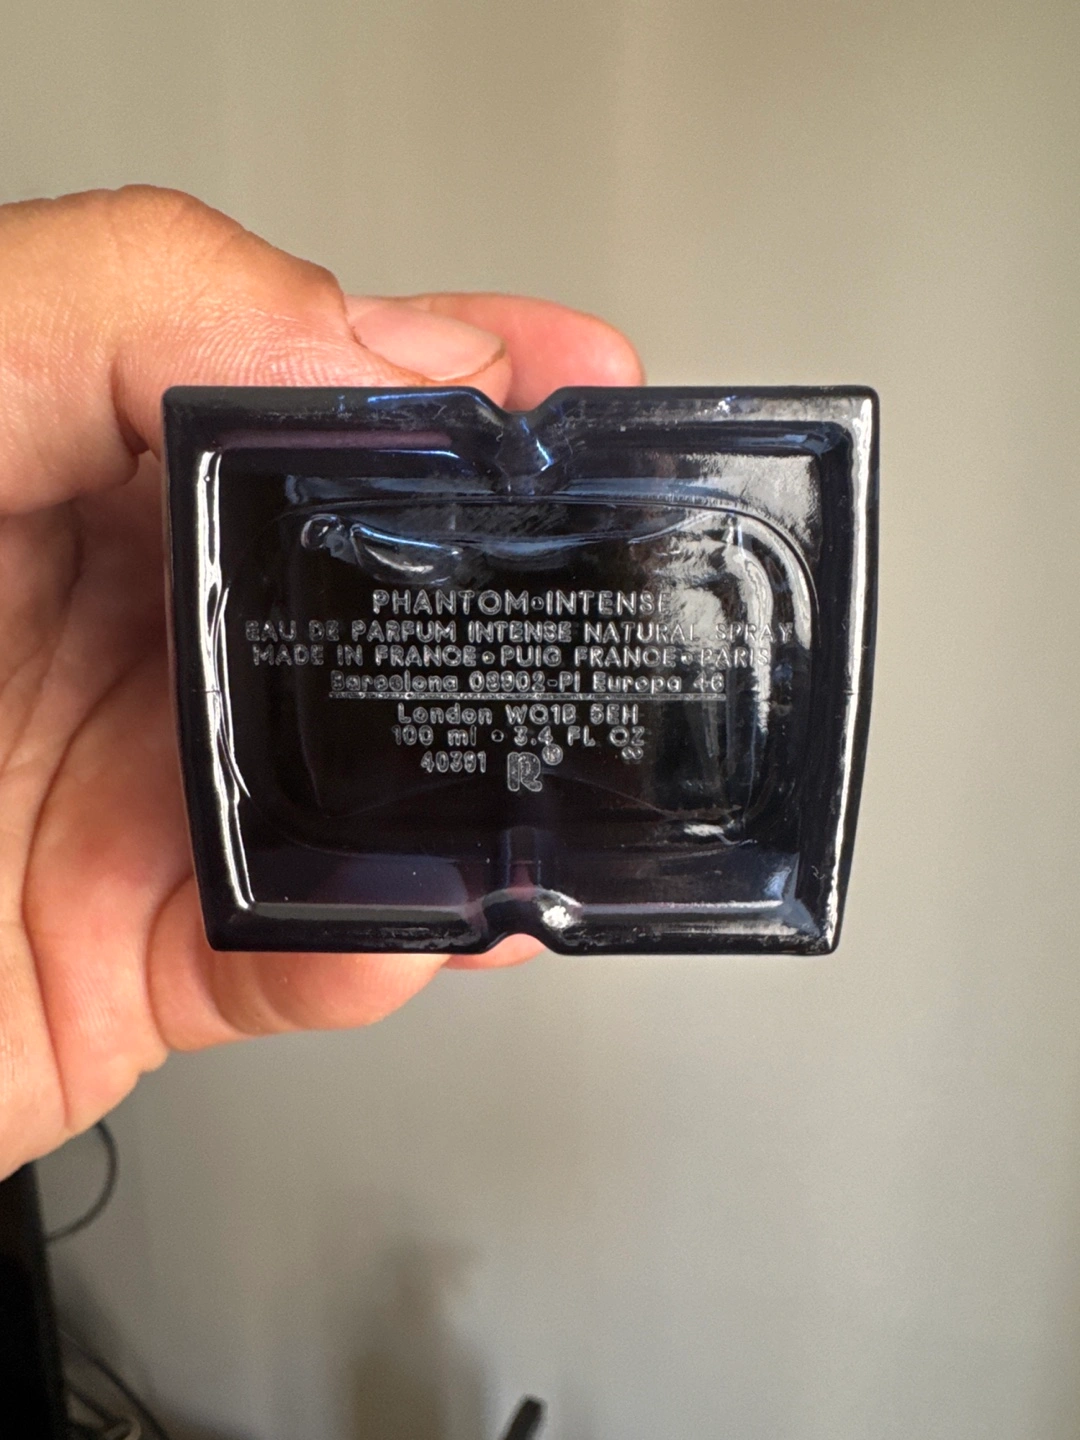 PHANTOM•INTENSE
EAU DE PARFUM INTENSE NATURAL SPRAY
MADE IN FRANCE•PUIG FRANCE•PARIS
Barcelona 08902-Pl Europa 46
London WC1B 5EH
100 ml • 3.4 FL OZ
40391 R®